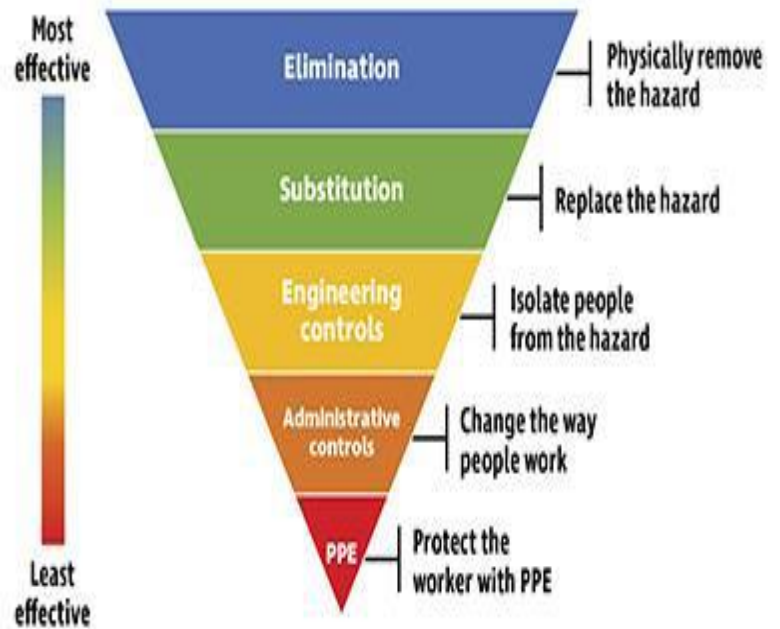 Most
effective
Elimination
Physically remove
the hazard
Substitution
Replace the hazard
Engineering
controls
Isolate people
from the hazard
Administrative
controls
Change the way
people work
PPE
Protect the
worker with PPE
Least
effective